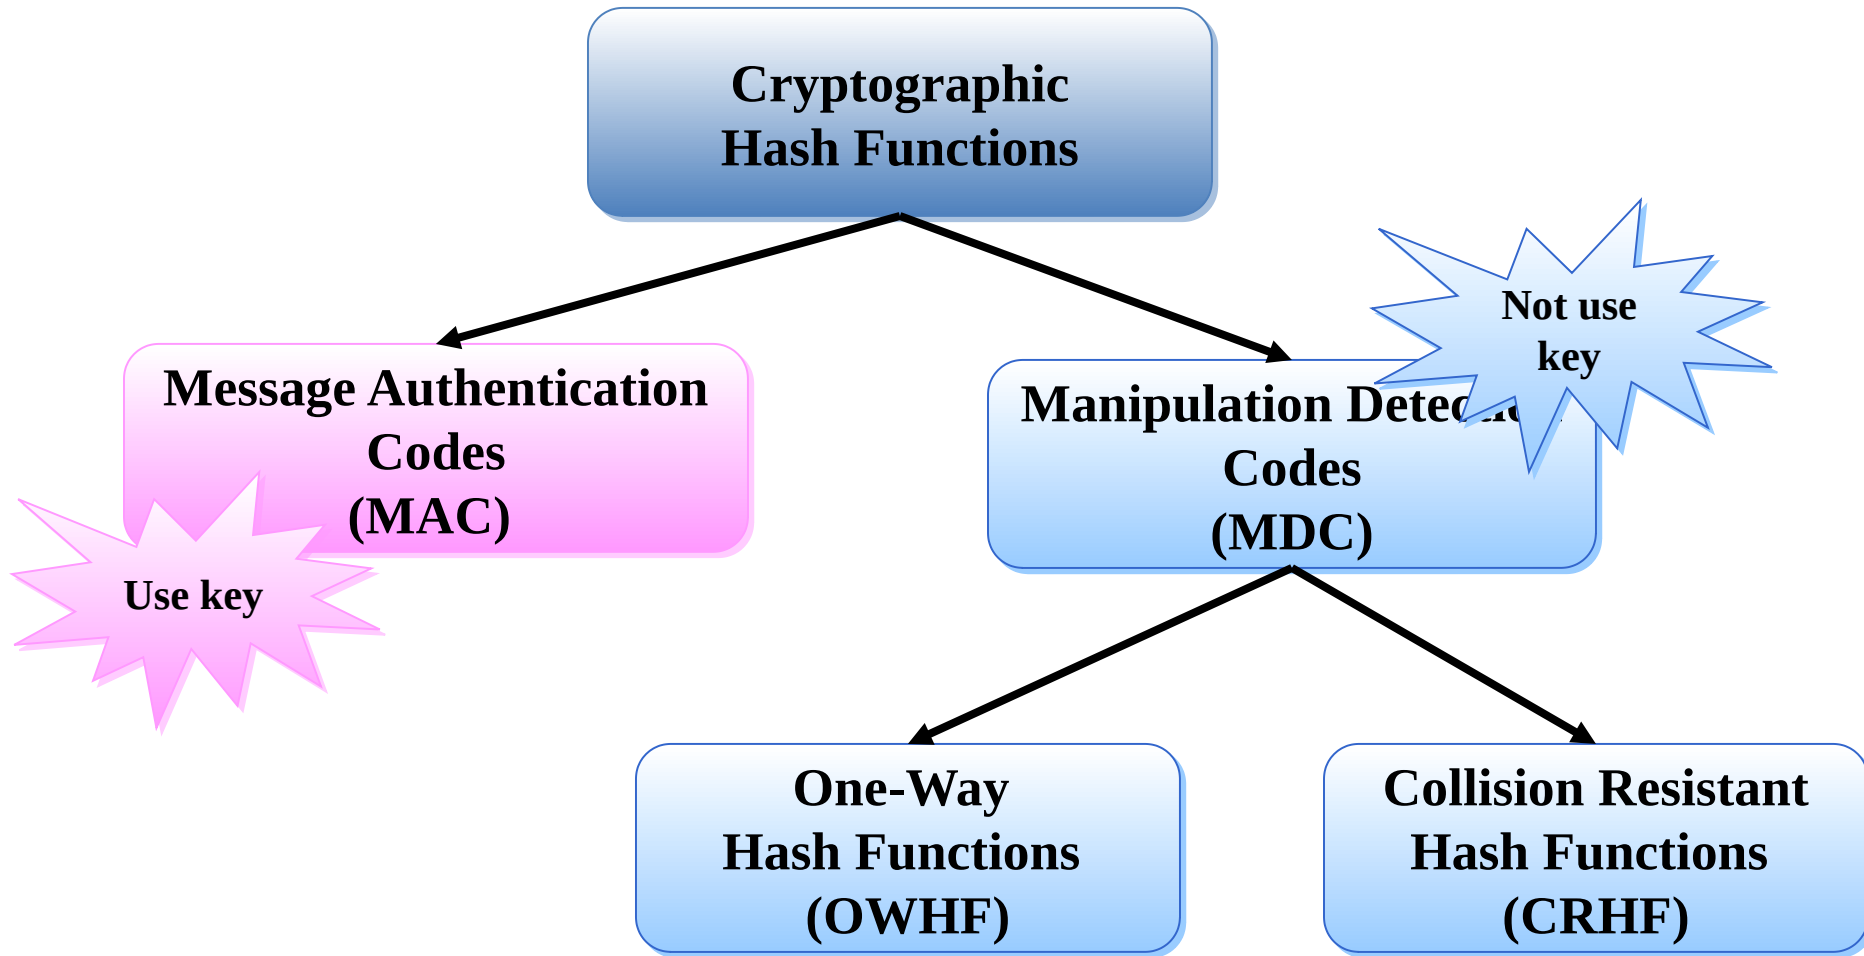 Cryptographic
Hash Functions
Not use
key
Message Authentication
Codes
(MAC)
Manipulation Detection
Codes
(MDC)
Use key
One-Way
Hash Functions
(OWHF)
Collision Resistant
Hash Functions
(CRHF)